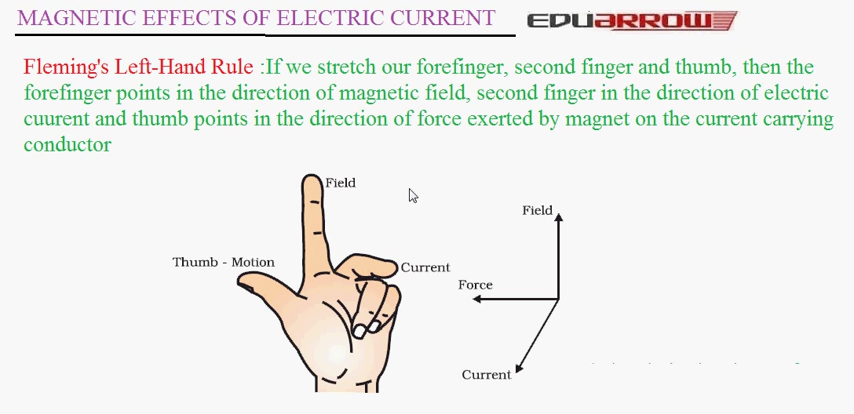 MAGNETIC EFFECTS OF ELECTRIC CURRENT
EDUARROW
Fleming's Left-Hand Rule :If we stretch our forefinger, second finger and thumb, then the
forefinger points in the direction of magnetic field, second finger in the direction of electric
cuurent and thumb points in the direction of force exerted by magnet on the current carrying
conductor
Field
Field
Thumb - Motion
Current
Force
Current